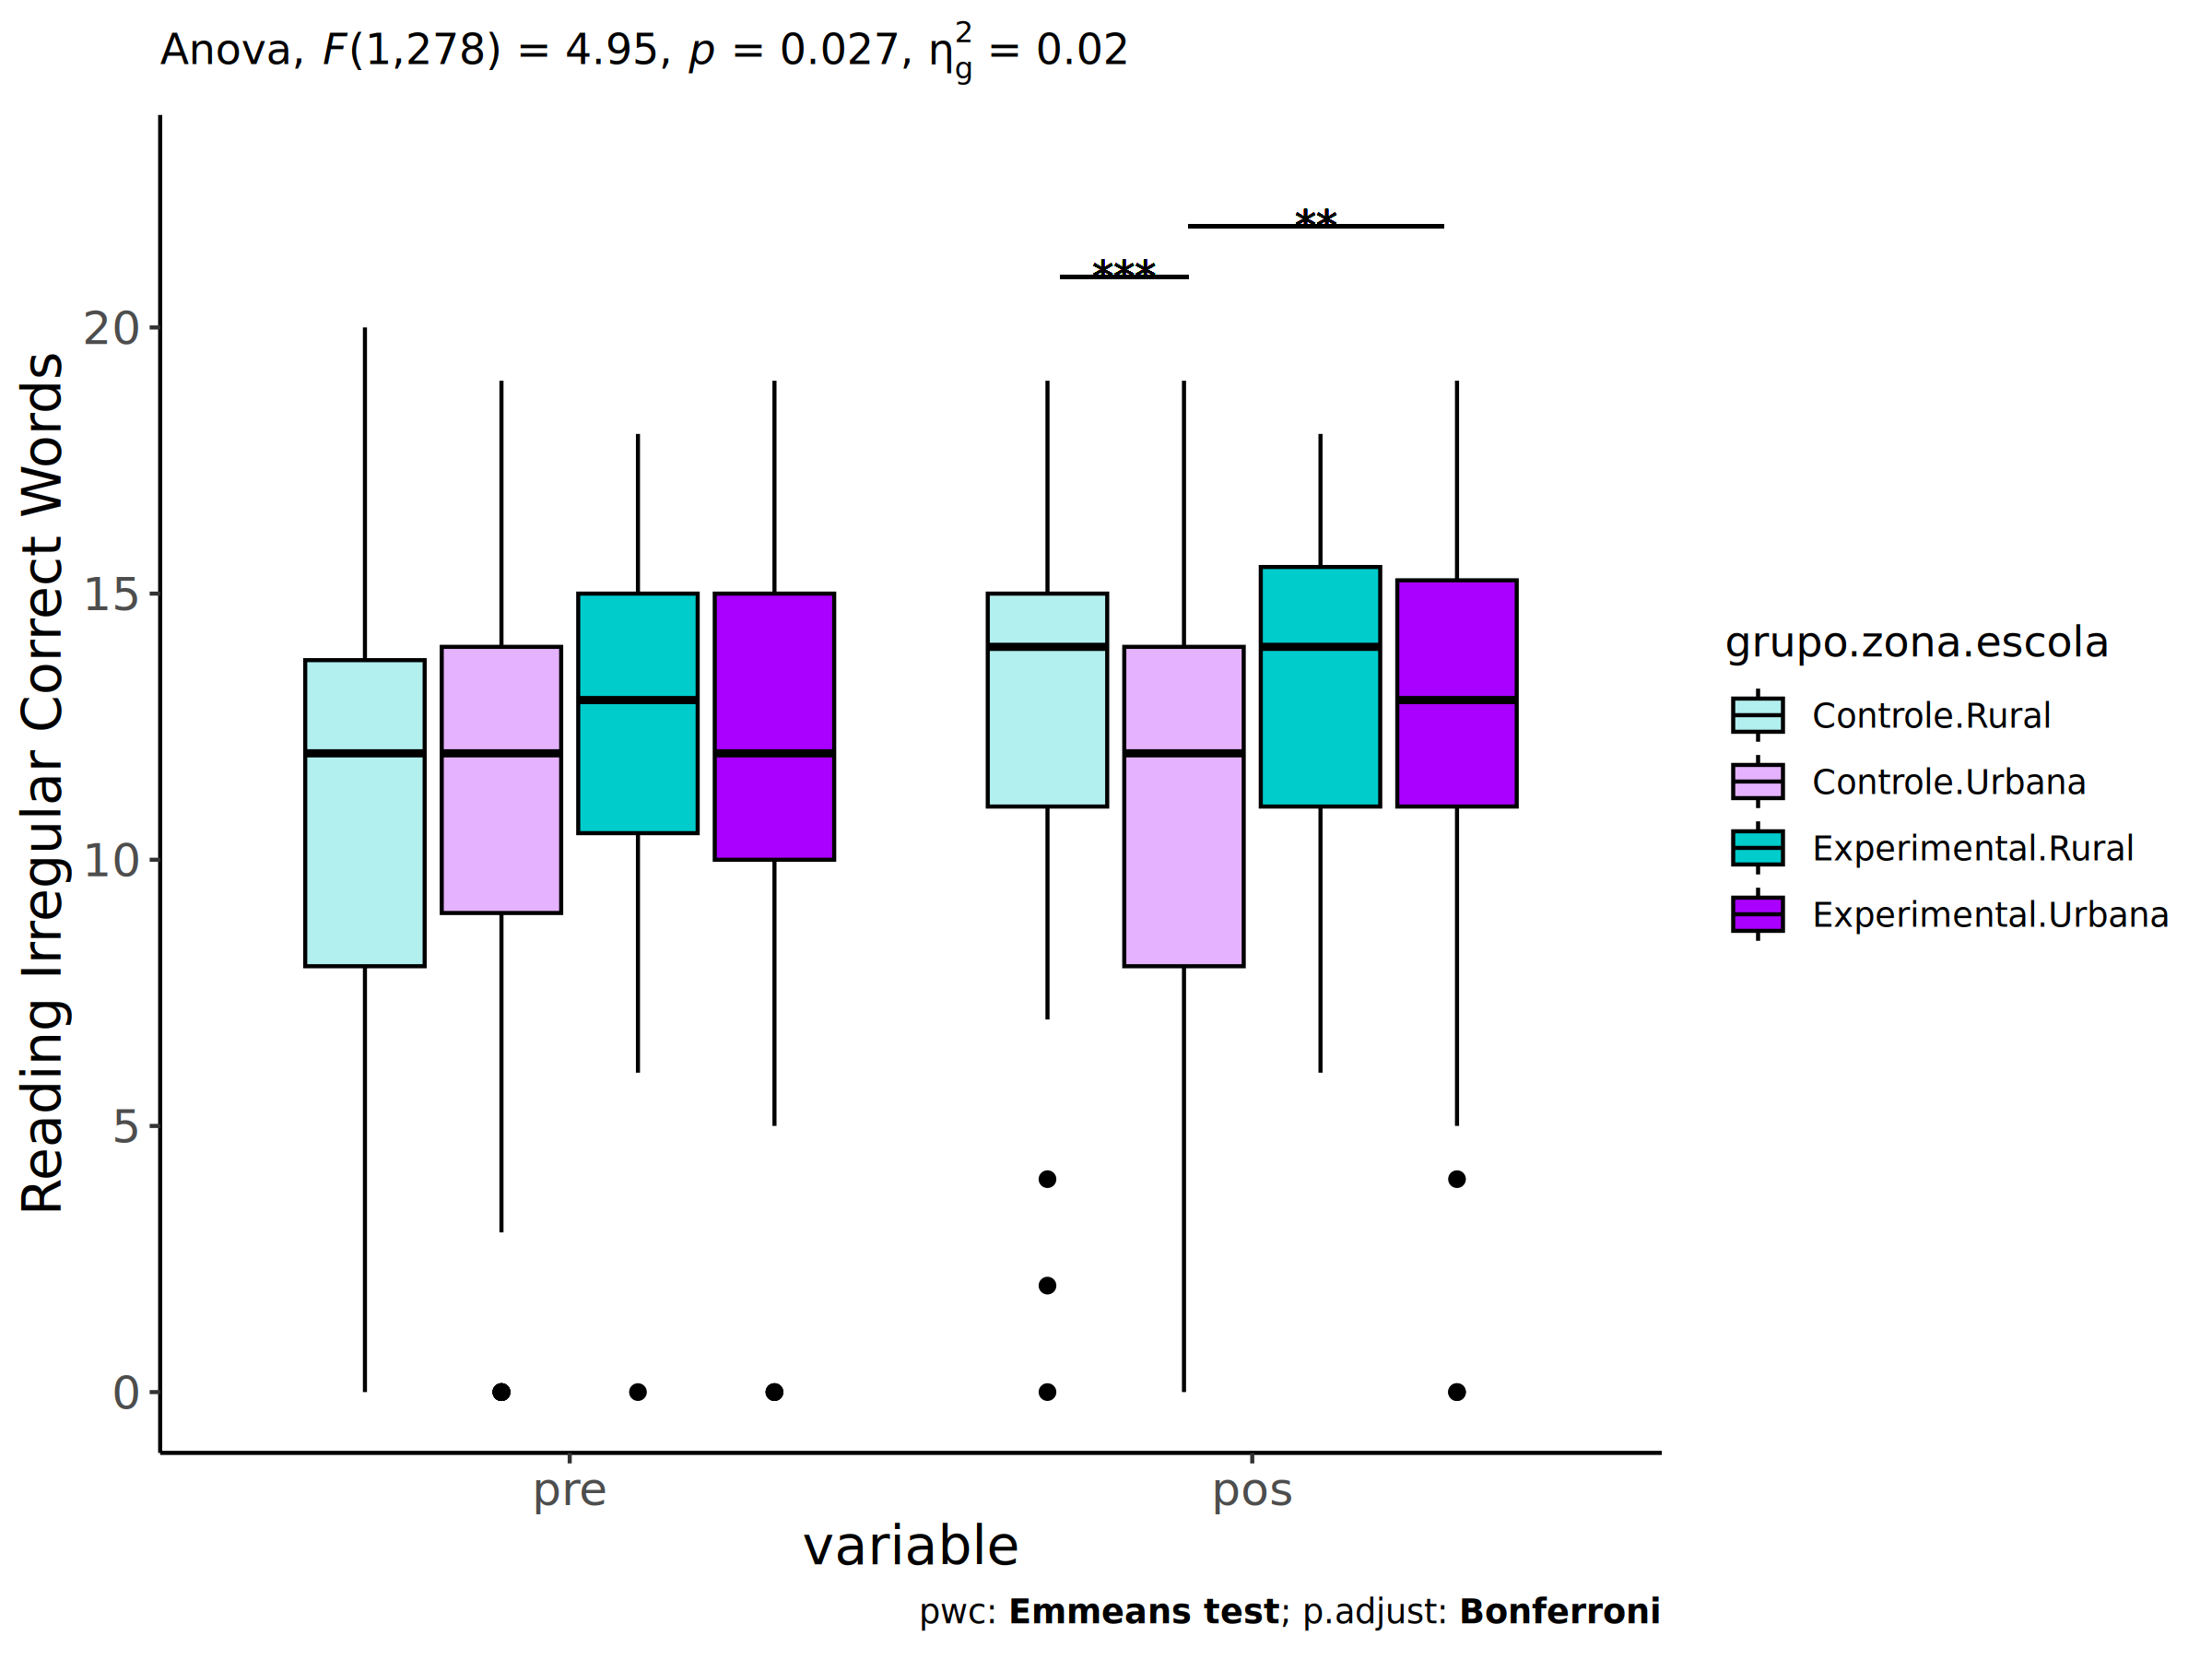 Anova, F(1,278) = 4.95, p = 0.027, η²g = 0.02
Reading Irregular Correct Words
20
15
10
5
0
***
**
pre
pos
variable
grupo.zona.escola
Controle.Rural
Controle.Urbana
Experimental.Rural
Experimental.Urbana
pwc: Emmeans test; p.adjust: Bonferroni